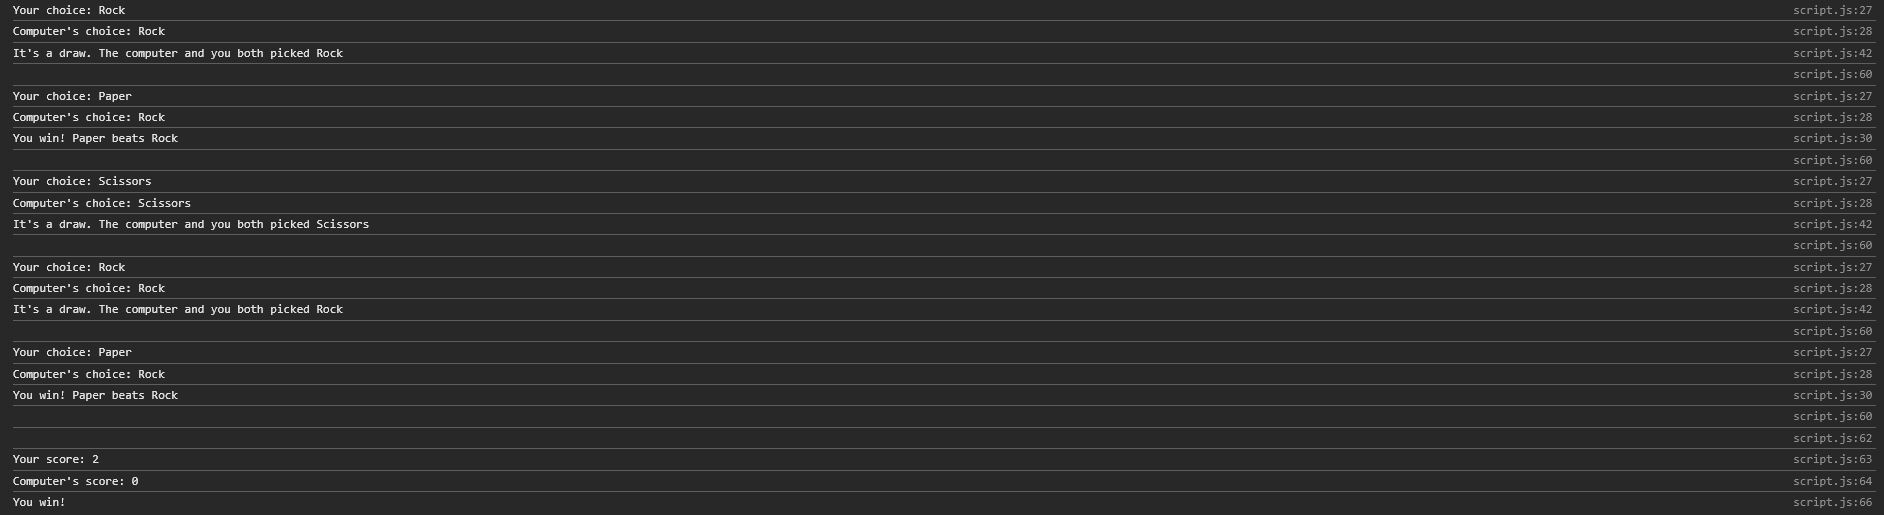 Your choice: Rock script.js:27
Computer's choice: Rock script.js:28
It's a draw. The computer and you both picked Rock script.js:42
script.js:60
Your choice: Paper script.js:27
Computer's choice: Rock script.js:28
You win! Paper beats Rock script.js:30
script.js:60
Your choice: Scissors script.js:27
Computer's choice: Scissors script.js:28
It's a draw. The computer and you both picked Scissors script.js:42
script.js:60
Your choice: Rock script.js:27
Computer's choice: Rock script.js:28
It's a draw. The computer and you both picked Rock script.js:42
script.js:60
Your choice: Paper script.js:27
Computer's choice: Rock script.js:28
You win! Paper beats Rock script.js:30
script.js:60
script.js:62
Your score: 2 script.js:63
Computer's score: 0 script.js:64
You win! script.js:66